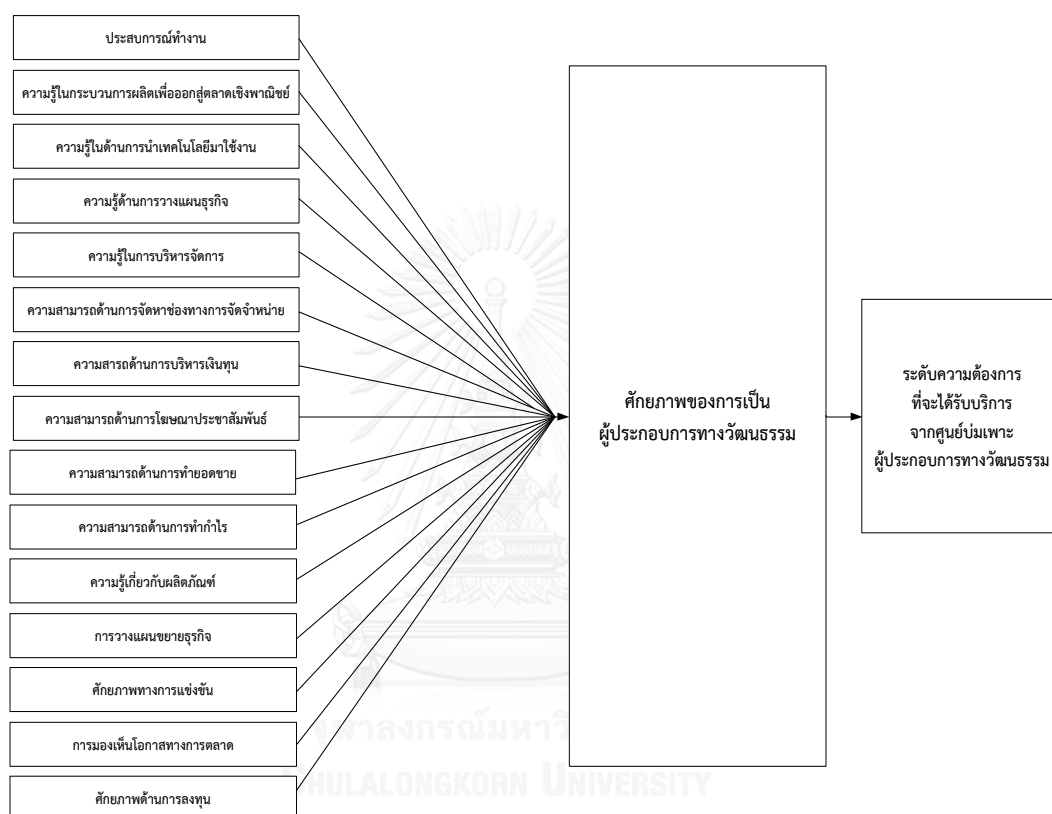 ประสบการณ์ทำงาน
ความรู้ในกระบวนการผลิตเพื่อออกสู่ตลาดเชิงพาณิชย์
ความรู้ในด้านการนำเทคโนโลยีมาใช้งาน
ความรู้ด้านการวางแผนธุรกิจ
ความรู้ในการบริหารจัดการ
ความสามารถด้านการจัดหาช่องทางการจัดจำหน่าย
ความสารถด้านการบริหารเงินทุน
ความสามารถด้านการโฆษณาประชาสัมพันธ์
ความสามารถด้านการทำยอดขาย
ความสามารถด้านการทำกำไร
ความรู้เกี่ยวกับผลิตภัณฑ์
การวางแผนขยายธุรกิจ
ศักยภาพทางการแข่งขัน
การมองเห็นโอกาสทางการตลาด
ศักยภาพด้านการลงทุน
ศักยภาพของการเป็น
ผู้ประกอบการทางวัฒนธรรม
ระดับความต้องการ
ที่จะได้รับบริการ
จากศูนย์บ่มเพาะ
ผู้ประกอบการทางวัฒนธรรม
จุฬาลงกรณ์มหาวิ
HULALONGKORN UNIVERSITY